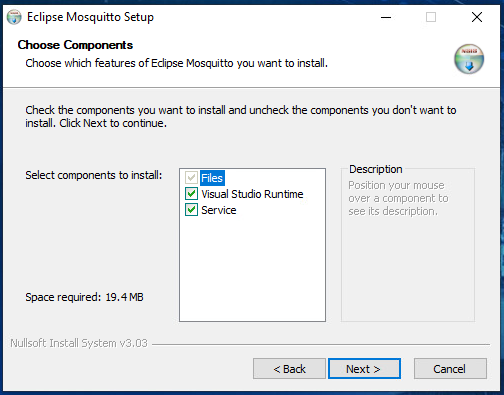 Eclipse Mosquitto Setup
Choose Components
Choose which features of Eclipse Mosquitto you want to install.
Check the components you want to install and uncheck the components you don't want to
install. Click Next to continue.
Select components to install:
Files
Visual Studio Runtime
Service
Description
Position your mouse
over a component to
see its description.
Space required: 19.4 MB
Nullsoft Install System v3.03
< Back
Next >
Cancel